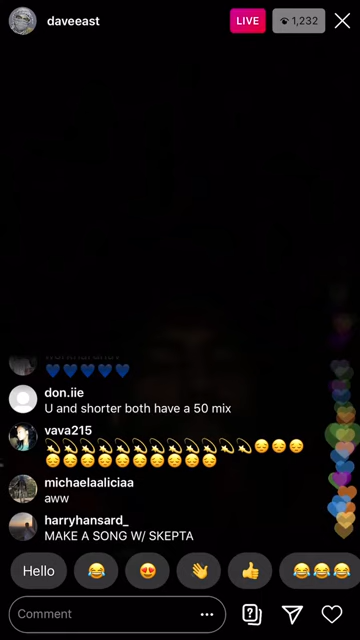 daveeast
LIVE
1,232
💙💙💙💙💙
don.iie
U and shorter both have a 50 mix
vava215
💫💫💫💫💫💫💫💫💫💫💫💫💫😔😔😔
😔😔😔😔😔😔😔😔😔😔😔😔
michaelaaliciaa
aww
harryhansard_
MAKE A SONG W/ SKEPTA
Hello 😂 😍 👋 👍 😂😂😂
Comment ...